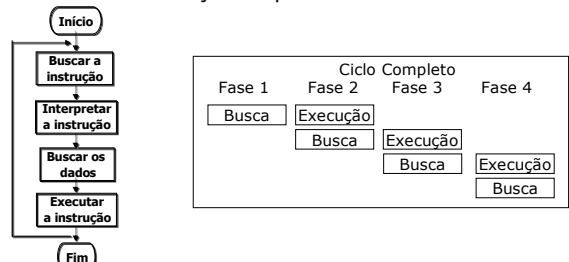 Início
Buscar a
instrução
Interpretar
a instrução
Buscar os
dados
Executar
a instrução
Fim
Ciclo Completo
Fase 1 Fase 2 Fase 3 Fase 4
Busca Execução
Busca Execução
Busca Execução
Busca